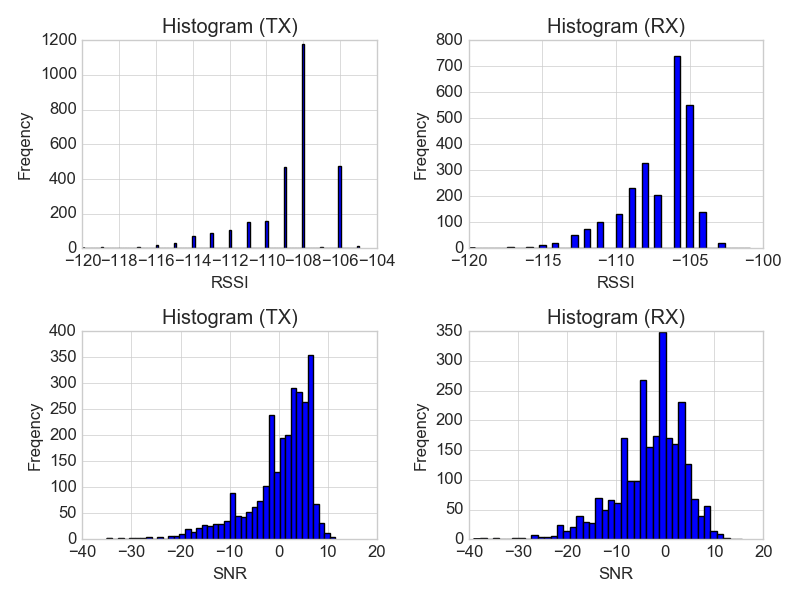 Histogram (TX)
1200
1000
800
600
400
200
0
Freqency
−120 −118 −116 −114 −112 −110 −108 −106 −104
RSSI
Histogram (RX)
800
700
600
500
400
300
200
100
0
Freqency
−120 −115 −110 −105 −100
RSSI
Histogram (TX)
400
350
300
250
200
150
100
50
0
Freqency
−40 −30 −20 −10 0 10 20
SNR
Histogram (RX)
350
300
250
200
150
100
50
0
Freqency
−40 −30 −20 −10 0 10 20
SNR